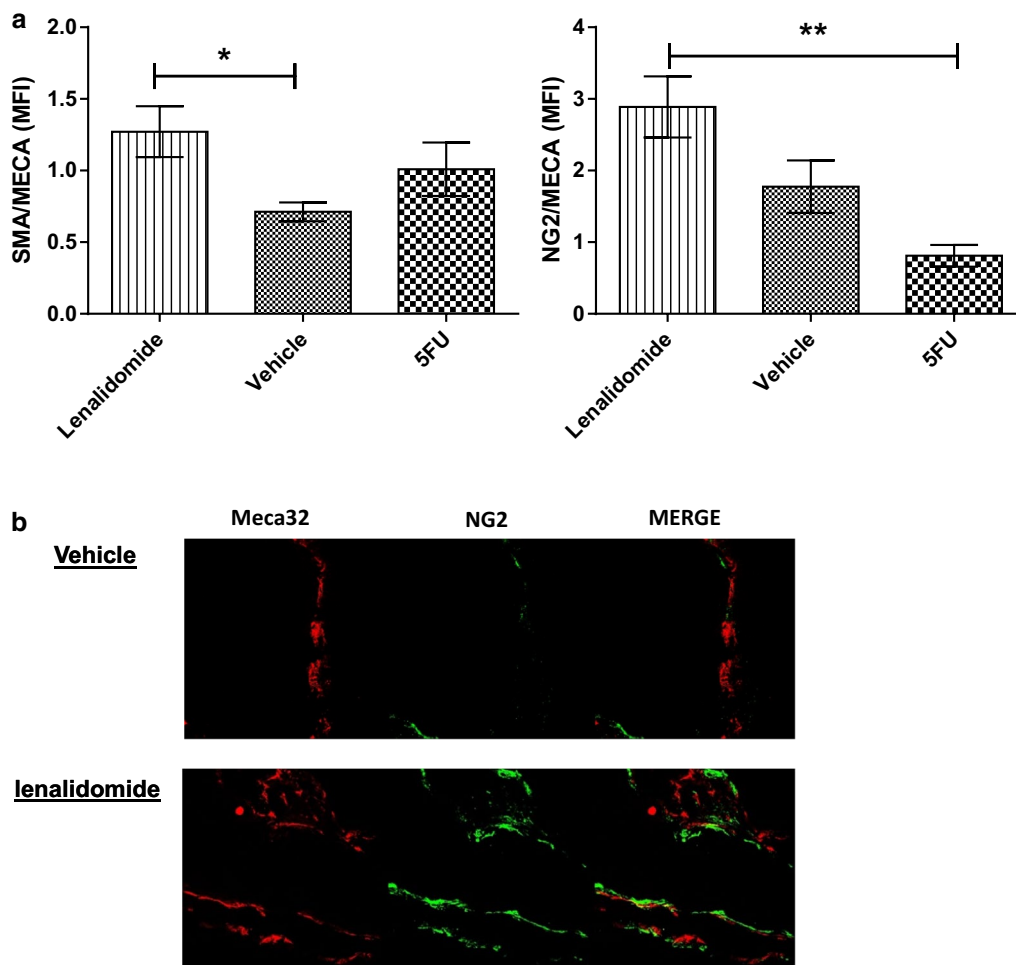 a
SMA/MECA (MFI)
2.0
1.5
1.0
0.5
0.0
*
Lenalidomide
Vehicle
5FU
NG2/MECA (MFI)
4
3
2
1
0
**
Lenalidomide
Vehicle
5FU
b
Meca32 NG2 MERGE
Vehicle
lenalidomide